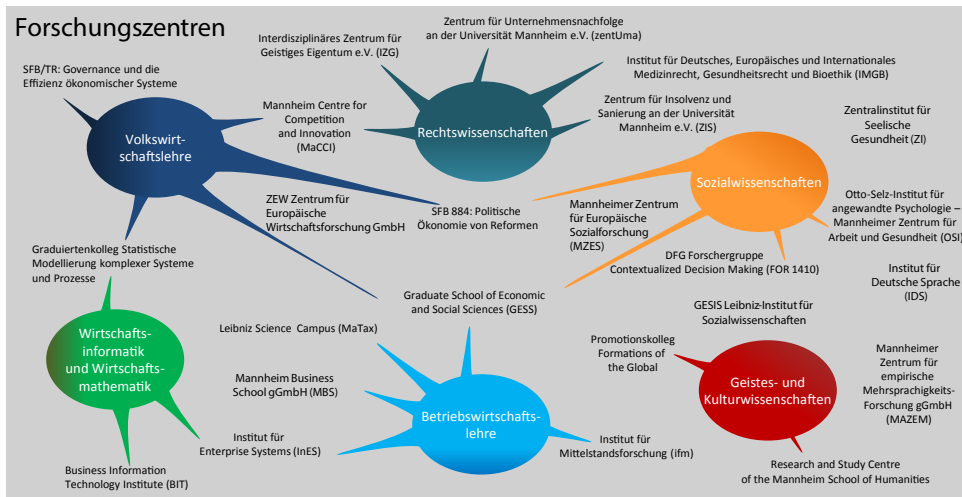 Forschungszentren
SFB/TR: Governance und die
Effizienz ökonomischer Systeme
Interdisziplinäres Zentrum für
Geistiges Eigentum e.V. (IZG)
Zentrum für Unternehmensnachfolge
an der Universität Mannheim e.V. (zentUma)
Institut für Deutsches, Europäisches und Internationales
Medizinrecht, Gesundheitsrecht und Bioethik (IMGB)
Mannheim Centre for
Competition
and Innovation
(MaCCI)
Zentrum für Insolvenz und
Sanierung an der Universität
Mannheim e.V. (ZIS)
Zentralinstitut für
Seelische
Gesundheit (ZI)
Volkswirt-
schaftslehre
Rechtswissenschaften
Sozialwissenschaften
ZEW Zentrum für
Europäische
Wirtschaftsforschung GmbH
SFB 884: Politische
Ökonomie von Reformen
Mannheimer Zentrum
für Europäische
Sozialforschung
(MZES)
Otto-Selz-Institut für
angewandte Psychologie –
Mannheimer Zentrum für
Arbeit und Gesundheit (OSI)
Graduiertenkolleg Statistische
Modellierung komplexer Systeme
und Prozesse
DFG Forschergruppe
Contextualized Decision Making (FOR 1410)
Institut für
Deutsche Sprache
(IDS)
Graduate School of Economic
and Social Sciences (GESS)
GESIS Leibniz-Institut für
Sozialwissenschaften
Wirtschafts-
informatik
und Wirtschafts-
mathematik
Leibniz Science Campus (MaTax)
Promotionskolleg
Formations of
the Global
Mannheimer
Zentrum für
empirische
Mehrsprachigkeits-
Forschung gGmbH
(MAZEM)
Mannheim Business
School gGmbH (MBS)
Betriebswirtschafts-
lehre
Geistes- und
Kulturwissenschaften
Institut für
Enterprise Systems (InES)
Institut für
Mittelstandsforschung (ifm)
Business Information
Technology Institute (BIT)
Research and Study Centre
of the Mannheim School of Humanities